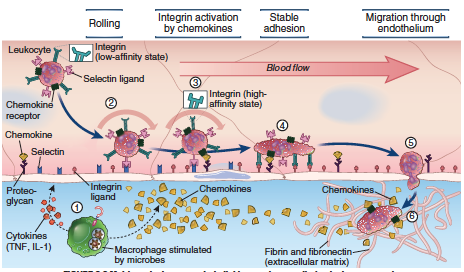 Rolling
Integrin activation
by chemokines
Stable
adhesion
Migration through
endothelium
Leukocyte
Integrin
(low-affinity state)
Selectin ligand
Blood flow
3
Integrin (high-
affinity state)
Chemokine
receptor
2
4
Chemokine
5
Selectin
Proteo-
glycan
Integrin
ligand
Chemokines
Chemokines
1
6
Cytokines
(TNF, IL-1)
Macrophage stimulated
by microbes
Fibrin and fibronectin
(extracellular matrix)